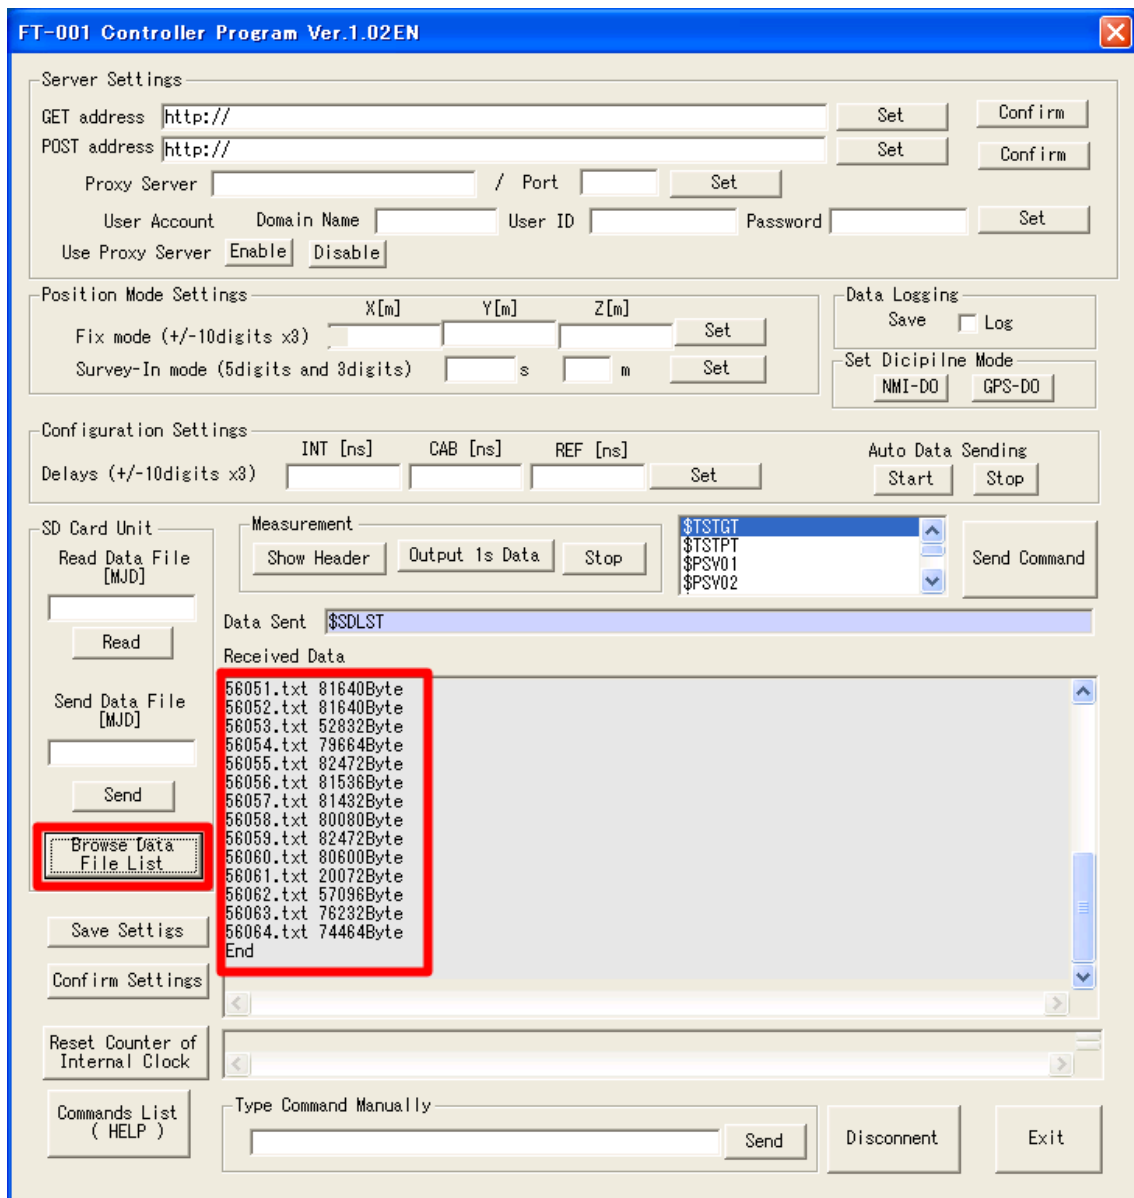 FT-001 Controller Program Ver.1.02EN
Server Settings
GET address http:// Set Confirm
POST address http:// Set Confirm
Proxy Server / Port Set
User Account Domain Name User ID Password Set
Use Proxy Server Enable Disable
Position Mode Settings
X[m] Y[m] Z[m]
Fix mode (+/-10digits x3) Set
Survey-In mode (5digits and 3digits) s m Set
Data Logging
Save Log
Set Dicipilne Mode
NMI-DO GPS-DO
Configuration Settings
INT [ns] CAB [ns] REF [ns]
Delays (+/-10digits x3) Set
Auto Data Sending
Start Stop
SD Card Unit
Read Data File
[MJD]
Read
Send Data File
[MJD]
Send
Browse Data
File List
Measurement
Show Header Output 1s Data Stop
$TSTGT
$TSTPT
$PSV01
$PSV02
Send Command
Data Sent $SDLST
Received Data
56051.txt 81640Byte
56052.txt 81640Byte
56053.txt 52832Byte
56054.txt 79664Byte
56055.txt 82472Byte
56056.txt 81536Byte
56057.txt 81432Byte
56058.txt 80080Byte
56059.txt 82472Byte
56060.txt 80600Byte
56061.txt 20072Byte
56062.txt 57096Byte
56063.txt 76232Byte
56064.txt 74464Byte
End
Save Settigs
Confirm Settings
Reset Counter of
Internal Clock
Commands List
( HELP )
Type Command Manually
Send
Disconnent
Exit